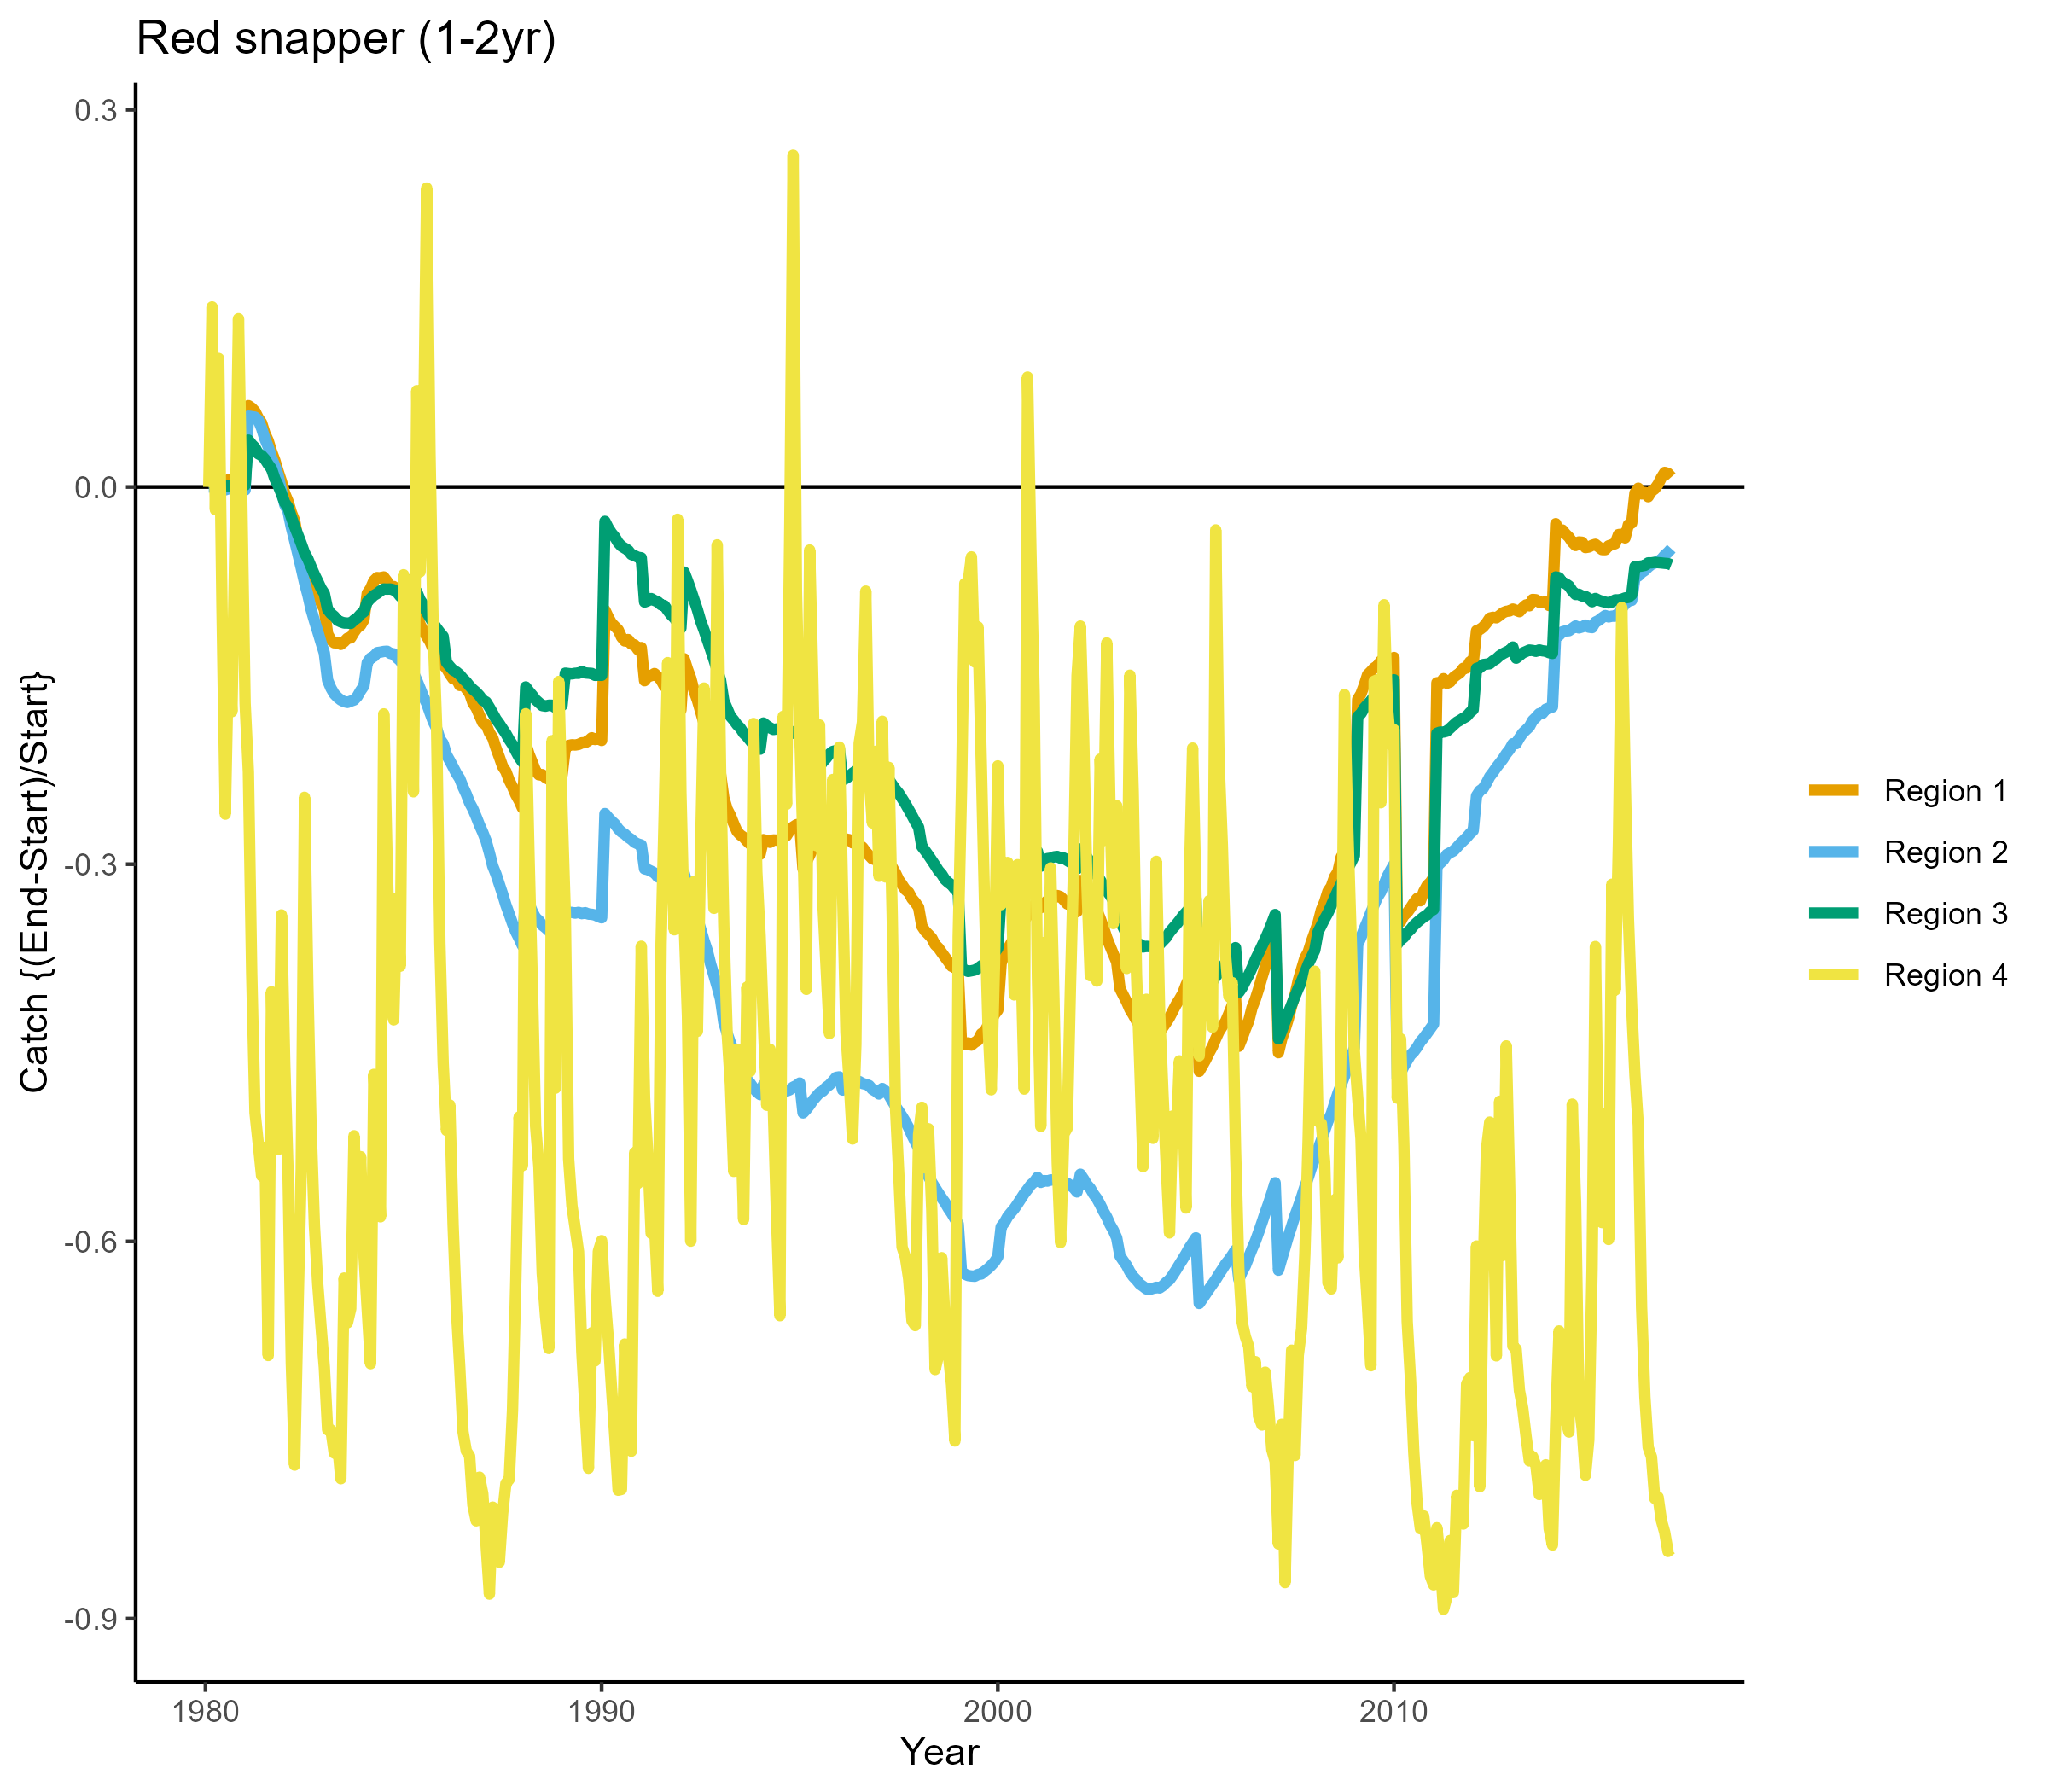 Red snapper (1-2yr)
0.3
0.0
-0.3
-0.6
-0.9
Catch {(End-Start)/Start}
1980
1990
2000
2010
Year
Region 1
Region 2
Region 3
Region 4